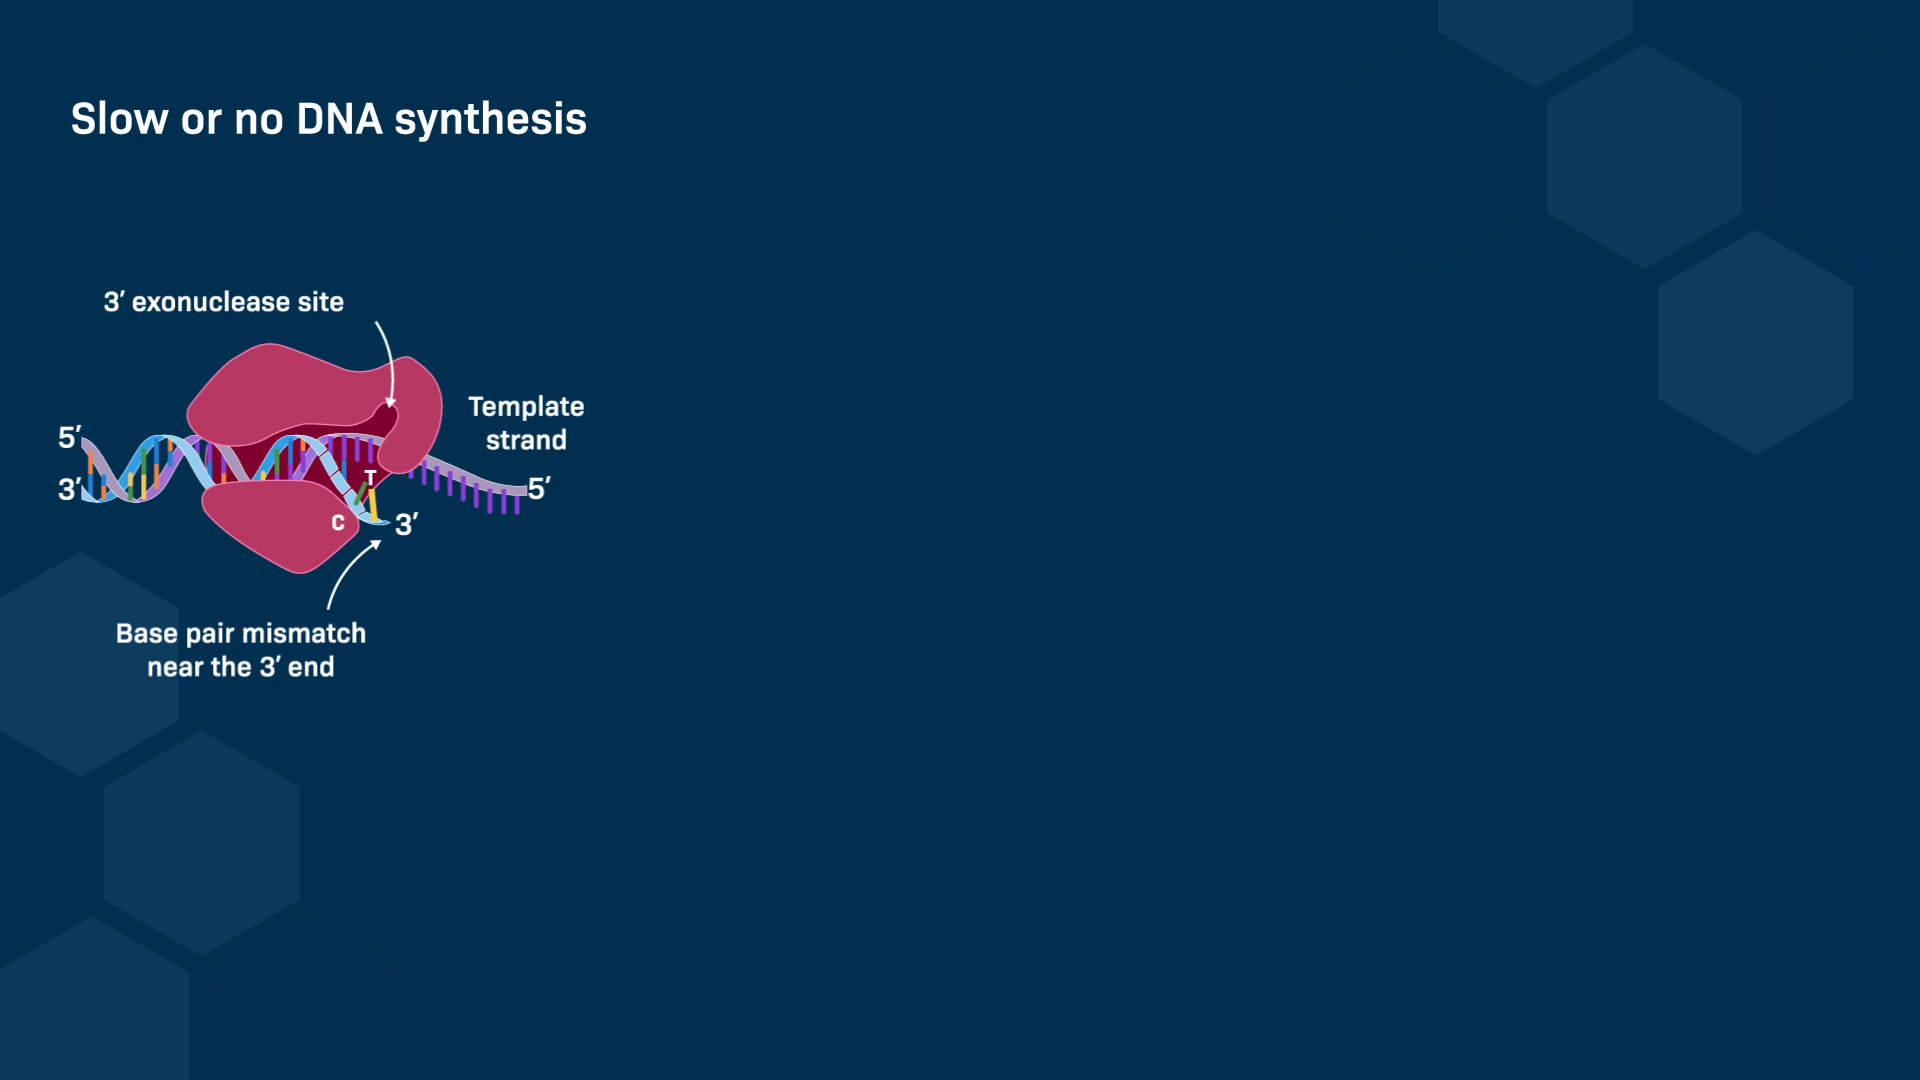 Slow or no DNA synthesis
3′ exonuclease site
Template
strand
5′
3′
5′
T
C
3′
Base pair mismatch
near the 3′ end